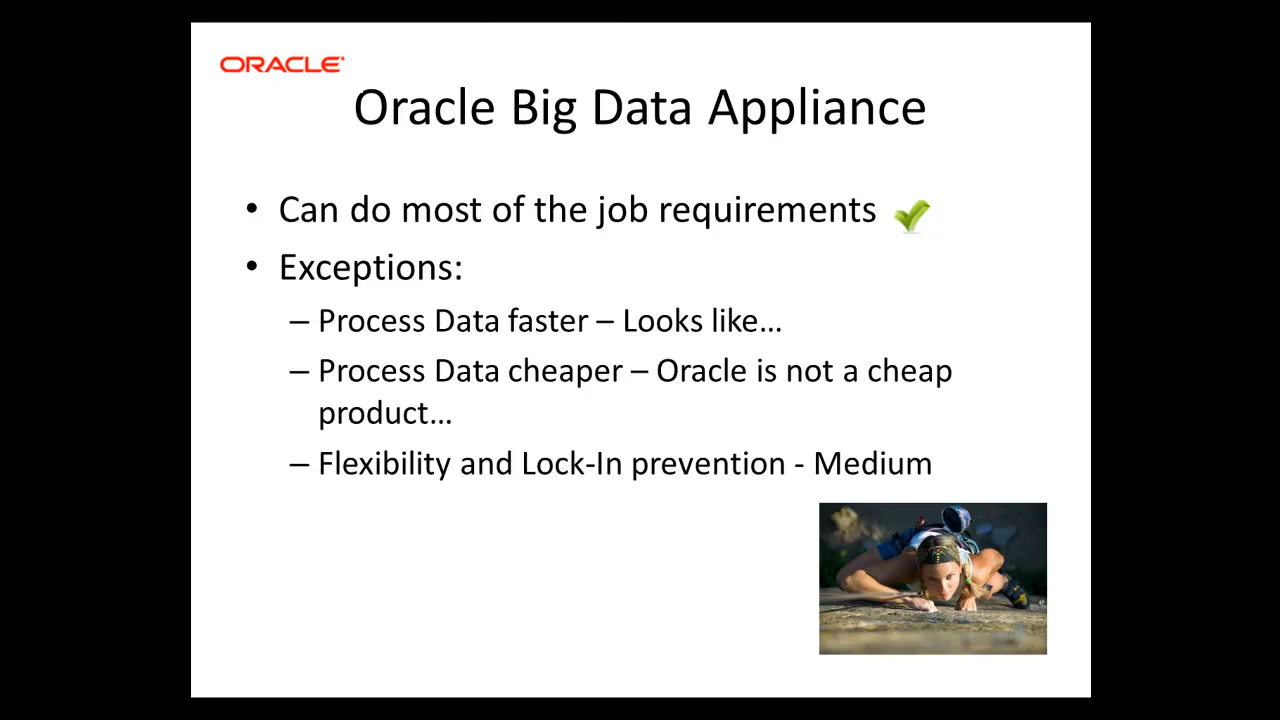 ORACLE
Oracle Big Data Appliance
• Can do most of the job requirements
• Exceptions:
– Process Data faster – Looks like…
– Process Data cheaper – Oracle is not a cheap
product…
– Flexibility and Lock-In prevention - Medium